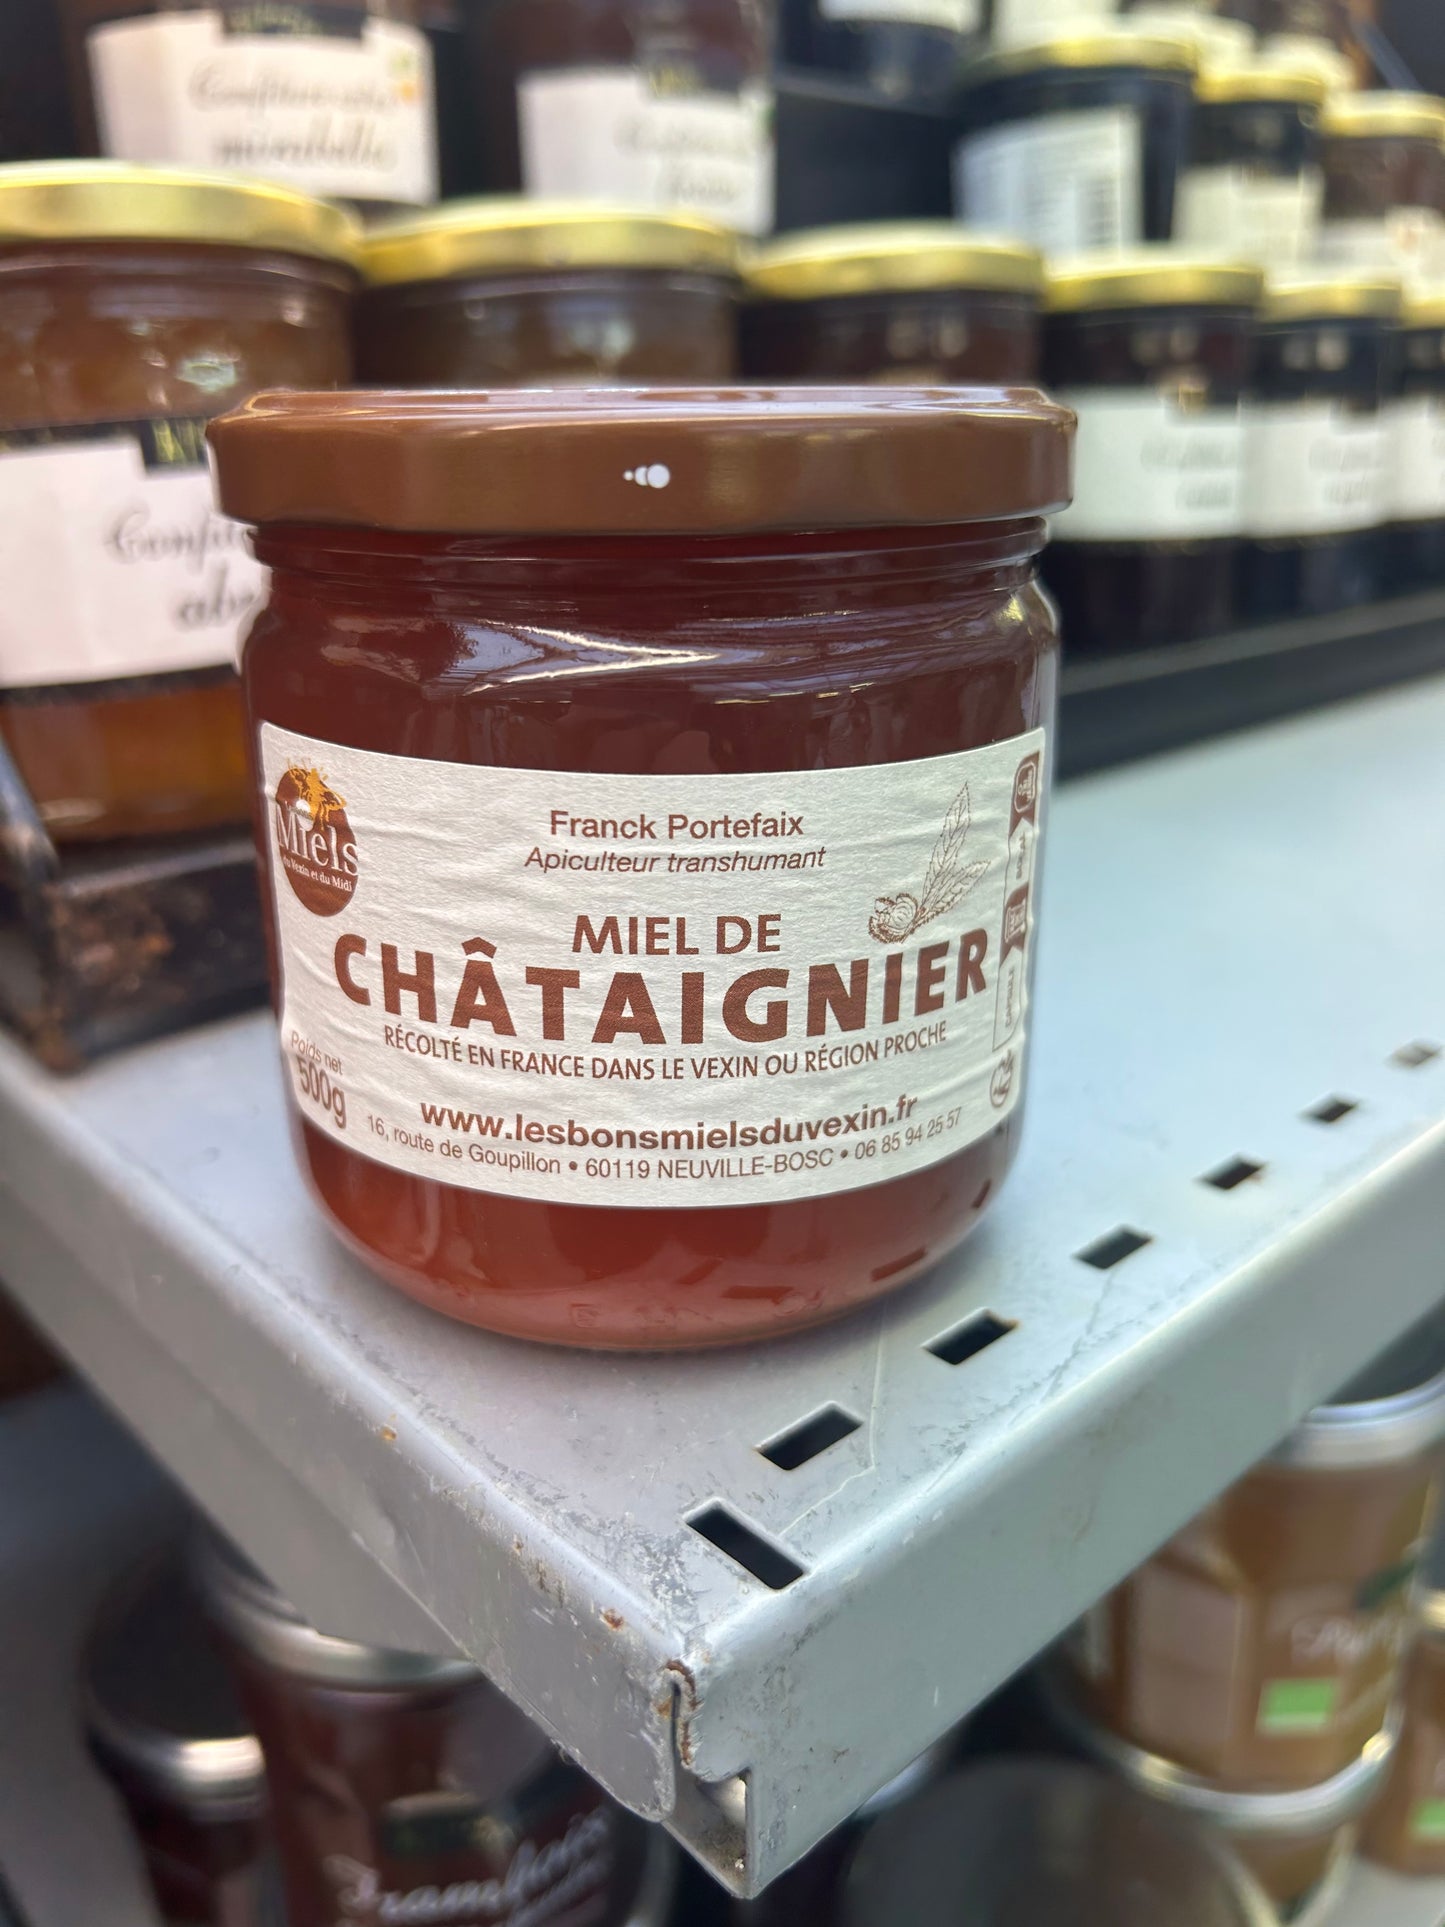 Confiture
mirabelle
Miels
du Vexin et du Midi
Franck Portefaix
Apiculteur transhumant
MIEL DE
CHÂTAIGNIER
RÉCOLTÉ EN FRANCE DANS LE VEXIN OU RÉGION PROCHE
Poids net
500g
www.lesbonsmielsduvexin.fr
16, route de Goupillon • 60119 NEUVILLE-BOSC • 06 85 94 25 57